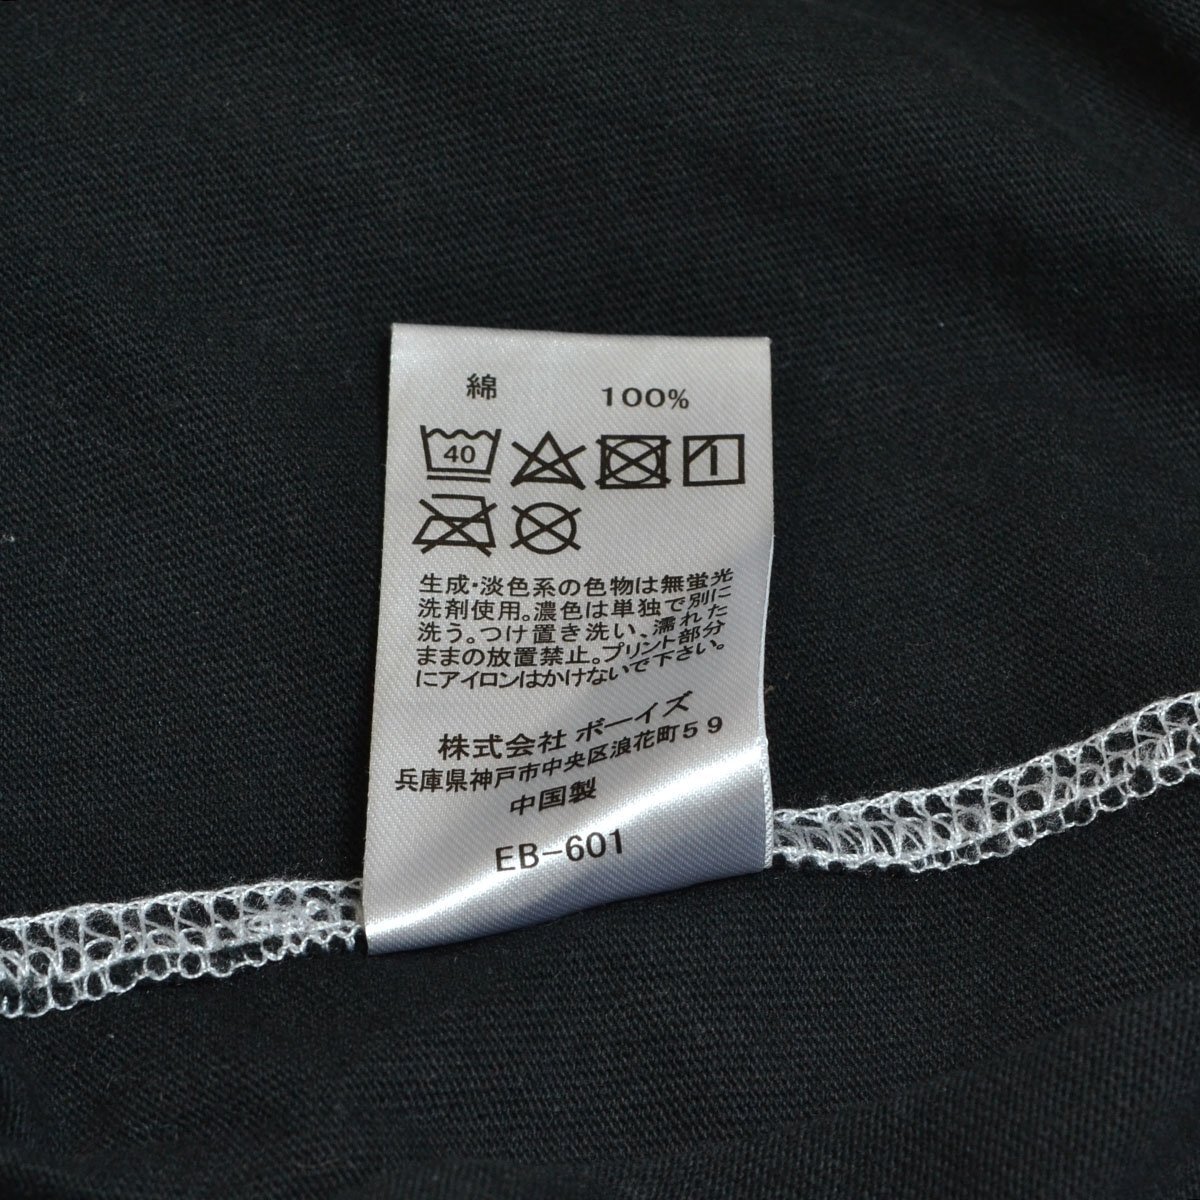 綿 100%
40
生成・淡色系の色物は無蛍光
洗剤使用。濃色は単独で別に
洗う。つけ置き洗い、濡れた
ままの放置禁止。プリント部分
にアイロンはかけないで下さい。
株式会社 ボーイズ
兵庫県神戸市中央区浪花町59
中国製
EB-601